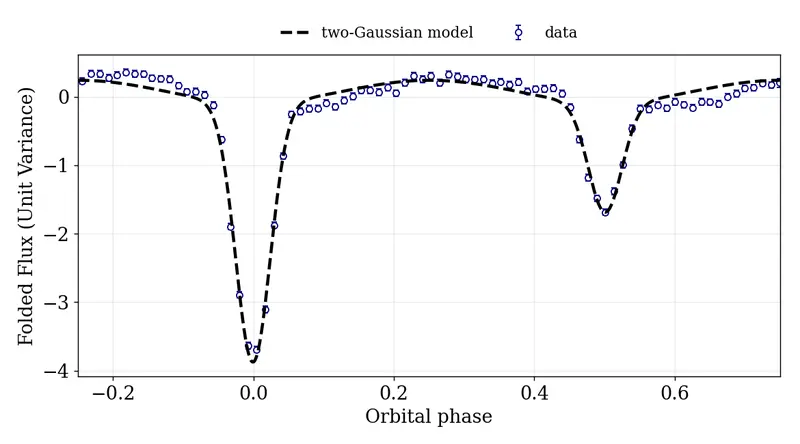 two-Gaussian model data
Folded Flux (Unit Variance)
0
−1
−2
−3
−4
−0.2 0.0 0.2 0.4 0.6
Orbital phase